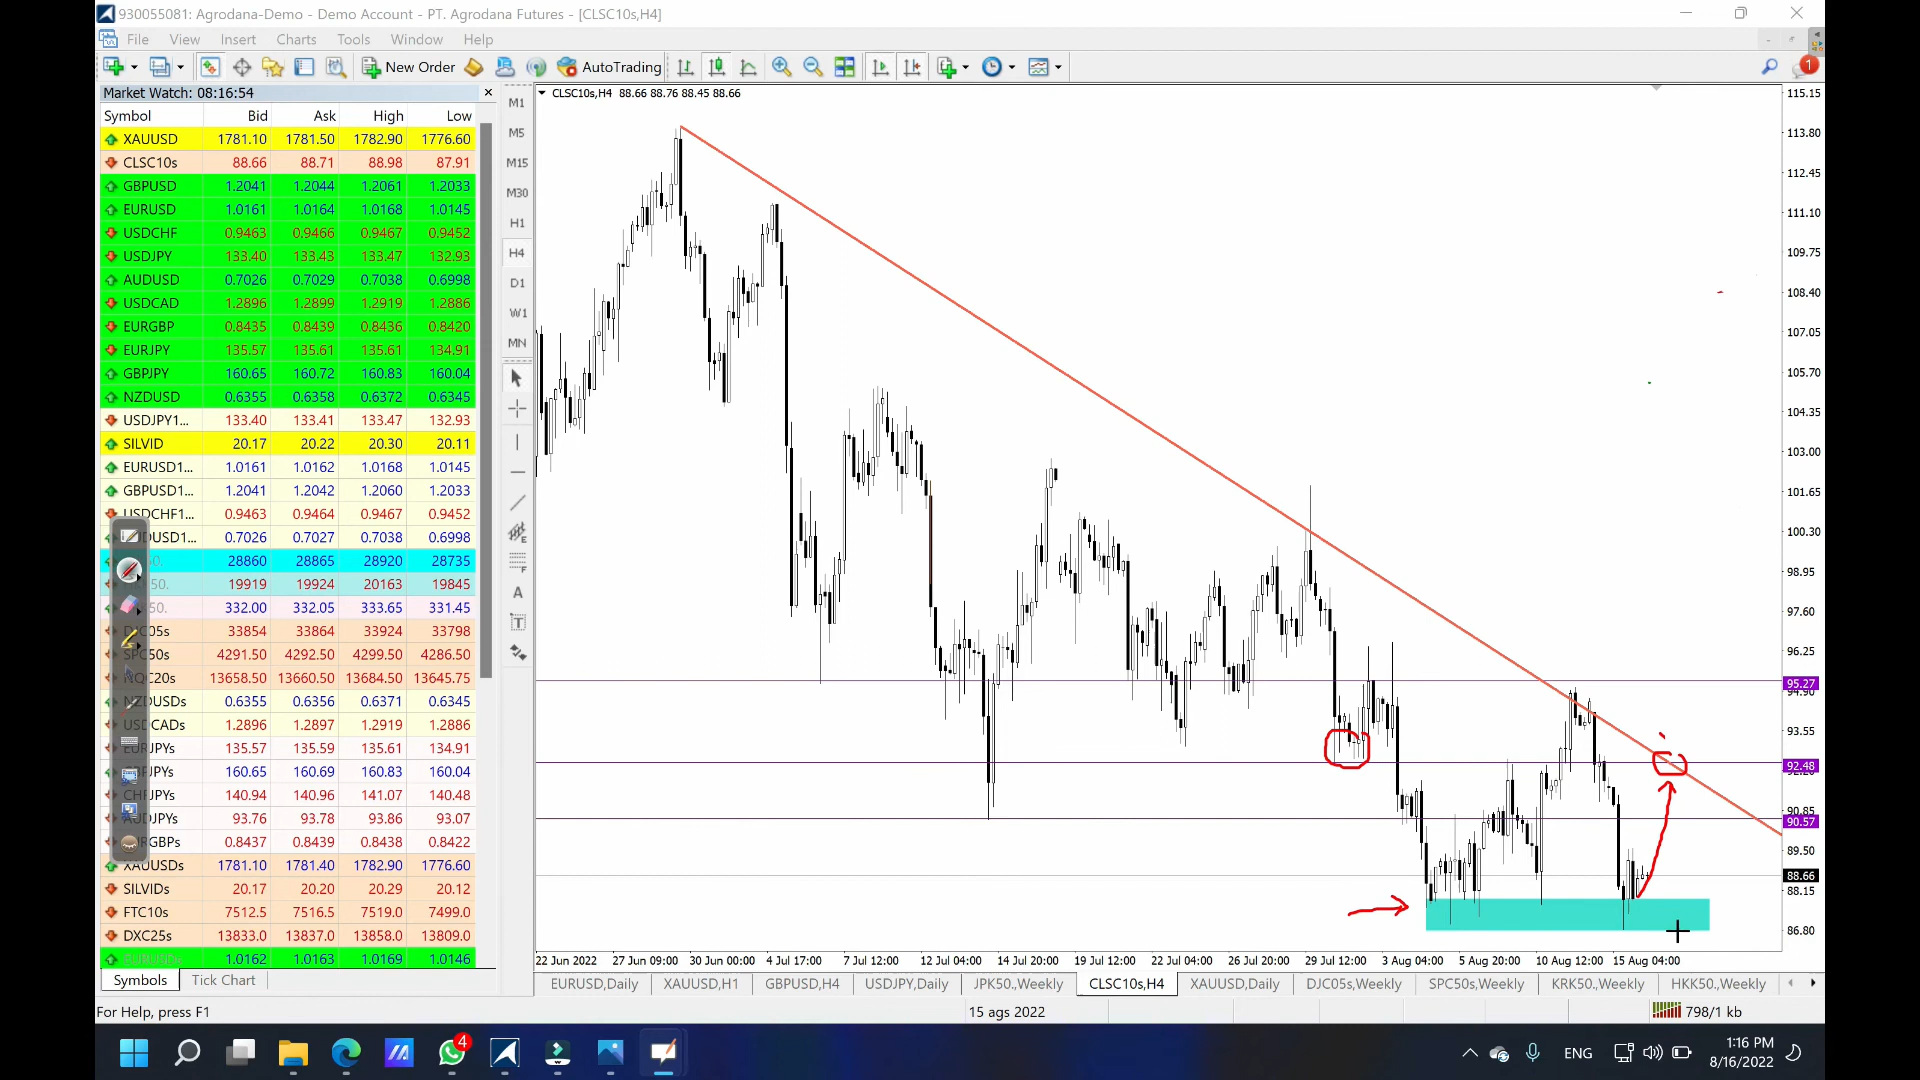 930055081: Agrodana-Demo - Demo Account - PT. Agrodana Futures - [CLSC10s,H4]
File View Insert Charts Tools Window Help
New Order AutoTrading 1
Market Watch: 08:16:54
Symbol Bid Ask High Low
XAUUSD 1781.10 1781.50 1782.90 1776.60
CLSC10s 88.66 88.71 88.98 87.91
GBPUSD 1.2041 1.2044 1.2061 1.2033
EURUSD 1.0161 1.0164 1.0168 1.0145
USDCHF 0.9463 0.9466 0.9467 0.9452
USDJPY 133.40 133.43 133.47 132.93
AUDUSD 0.7026 0.7029 0.7038 0.6998
USDCAD 1.2896 1.2899 1.2919 1.2886
EURGBP 0.8435 0.8439 0.8436 0.8420
EURJPY 135.57 135.61 135.61 134.91
GBPJPY 160.65 160.72 160.83 160.04
NZDUSD 0.6355 0.6358 0.6372 0.6345
USDJPY1... 133.40 133.41 133.47 132.93
SILVID 20.17 20.22 20.30 20.11
EURUSD1... 1.0161 1.0162 1.0168 1.0145
GBPUSD1... 1.2041 1.2042 1.2060 1.2033
USDCHF1... 0.9463 0.9464 0.9467 0.9452
UDUSD1... 0.7026 0.7027 0.7038 0.6998
28860 28865 28920 28735
50. 19919 19924 20163 19845
50. 332.00 332.05 333.65 331.45
DJC05s 33854 33864 33924 33798
SPC50s 4291.50 4292.50 4299.50 4286.50
NQC20s 13658.50 13660.50 13684.50 13645.75
NZDUSDs 0.6355 0.6356 0.6371 0.6345
USDCADs 1.2896 1.2897 1.2919 1.2886
EURJPYs 135.57 135.59 135.61 134.91
GBPJPYs 160.65 160.69 160.83 160.04
CHFJPYs 140.94 140.96 141.07 140.48
AUDJPYs 93.76 93.78 93.86 93.07
EURGBPs 0.8437 0.8439 0.8438 0.8422
XAUUSDs 1781.10 1781.40 1782.90 1776.60
SILVIDs 20.17 20.20 20.29 20.12
FTC10s 7512.5 7516.5 7519.0 7499.0
DXC25s 13833.0 13837.0 13858.0 13809.0
EURUSDs 1.0162 1.0163 1.0169 1.0146
Symbols Tick Chart
M1
M5
M15
M30
H1
H4
D1
W1
MN
E
F
A
T
CLSC10s,H4 88.66 88.76 88.45 88.66
115.15
113.80
112.45
111.10
109.75
108.40
107.05
105.70
104.35
103.00
101.65
100.30
98.95
97.60
96.25
95.27
94.90
93.55
92.48
92.20
90.85
90.57
89.50
88.66
88.15
86.80
22 Jun 2022 27 Jun 09:00 30 Jun 00:00 4 Jul 17:00 7 Jul 12:00 12 Jul 04:00 14 Jul 20:00 19 Jul 12:00 22 Jul 04:00 26 Jul 20:00 29 Jul 12:00 3 Aug 04:00 5 Aug 20:00 10 Aug 12:00 15 Aug 04:00
EURUSD,Daily XAUUSD,H1 GBPUSD,H4 USDJPY,Daily JPK50.,Weekly CLSC10s,H4 XAUUSD,Daily DJC05s,Weekly SPC50s,Weekly KRK50.,Weekly HKK50.,Weekly
For Help, press F1 15 ags 2022 798/1 kb
4 ENG 1:16 PM
8/16/2022